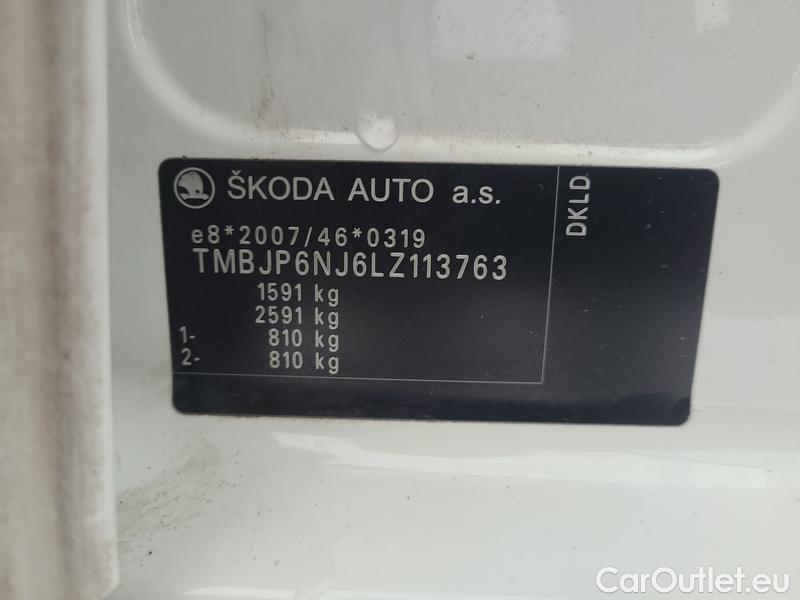 ŠKODA AUTO a.s.
e8*2007/46*0319
TMBJP6NJ6LZ113763
1591 kg
2591 kg
1- 810 kg
2- 810 kg
DKLD
CarOutlet.eu